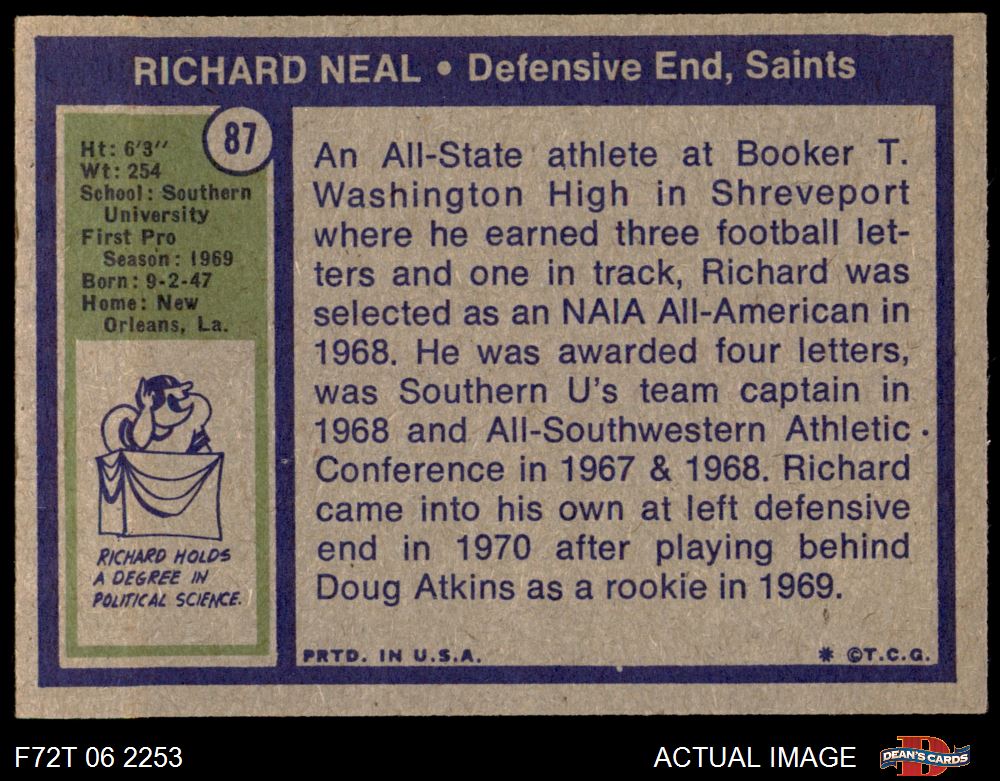 RICHARD NEAL • Defensive End, Saints
87
Ht: 6'3''
Wt: 254
School: Southern
University
First Pro
Season: 1969
Born: 9-2-47
Home: New
Orleans, La.
RICHARD HOLDS
A DEGREE IN
POLITICAL SCIENCE.
An All-State athlete at Booker T.
Washington High in Shreveport
where he earned three football let-
ters and one in track, Richard was
selected as an NAIA All-American in
1968. He was awarded four letters,
was Southern U's team captain in
1968 and All-Southwestern Athletic
Conference in 1967 & 1968. Richard
came into his own at left defensive
end in 1970 after playing behind
Doug Atkins as a rookie in 1969.
PRTD. IN U.S.A.
* ©T.C.G.
F72T 06 2253
ACTUAL IMAGE
D
DEAN'S CARDS